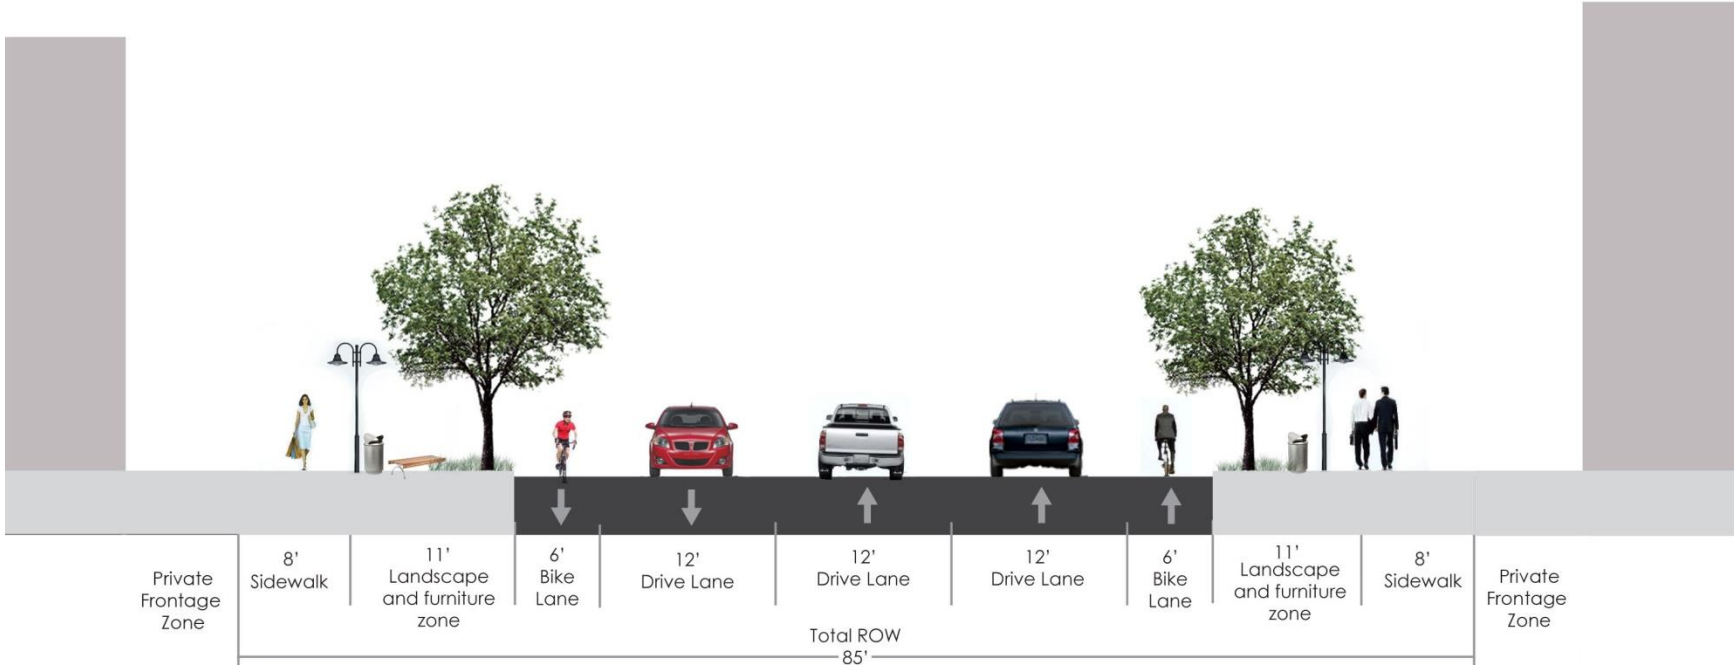 Private
Frontage
Zone
8’
Sidewalk
11’
Landscape
and furniture
zone
6’
Bike
Lane
12’
Drive Lane
12’
Drive Lane
12’
Drive Lane
6’
Bike
Lane
11’
Landscape
and furniture
zone
8’
Sidewalk
Private
Frontage
Zone
Total ROW
85’